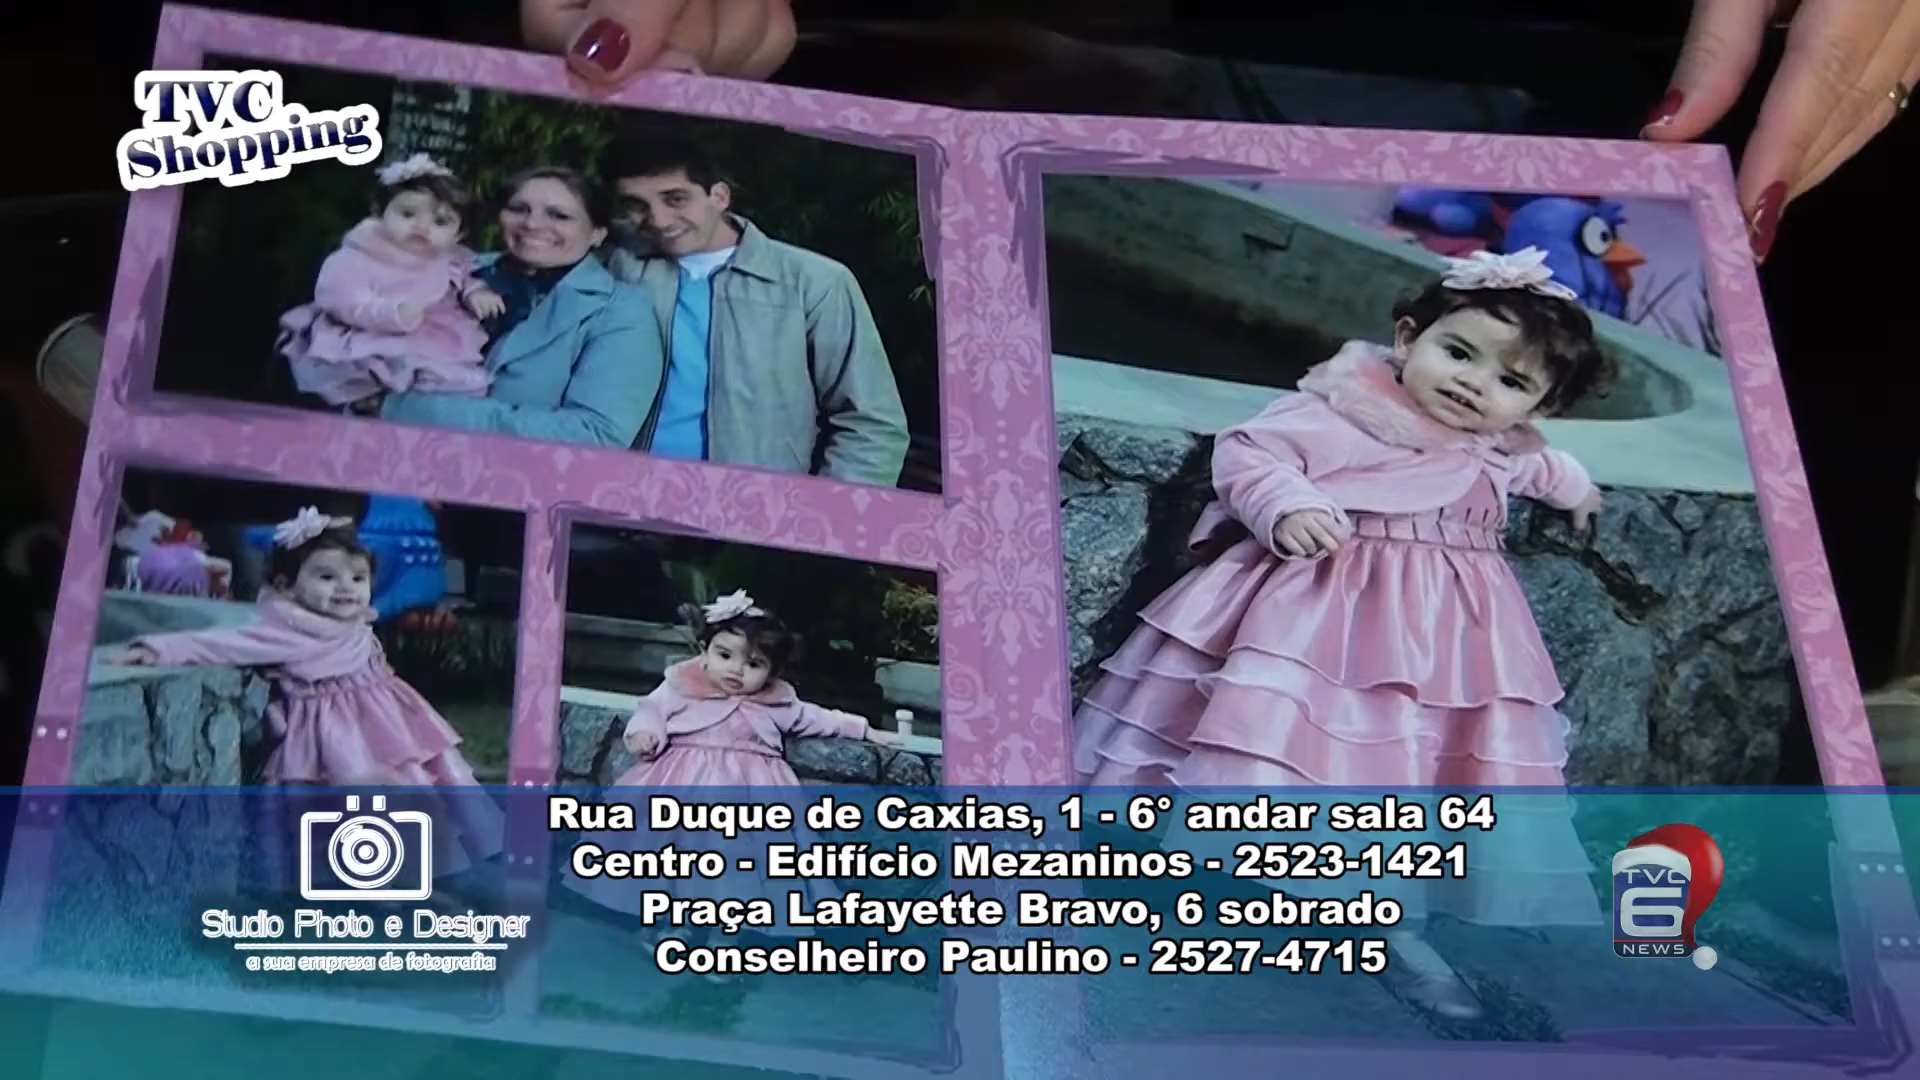 TVC
Shopping
Rua Duque de Caxias, 1 - 6° andar sala 64
Centro - Edifício Mezaninos - 2523-1421
Praça Lafayette Bravo, 6 sobrado
Conselheiro Paulino - 2527-4715
Studio Photo e Designer
a sua empresa de fotografia
TVC
6
NEWS